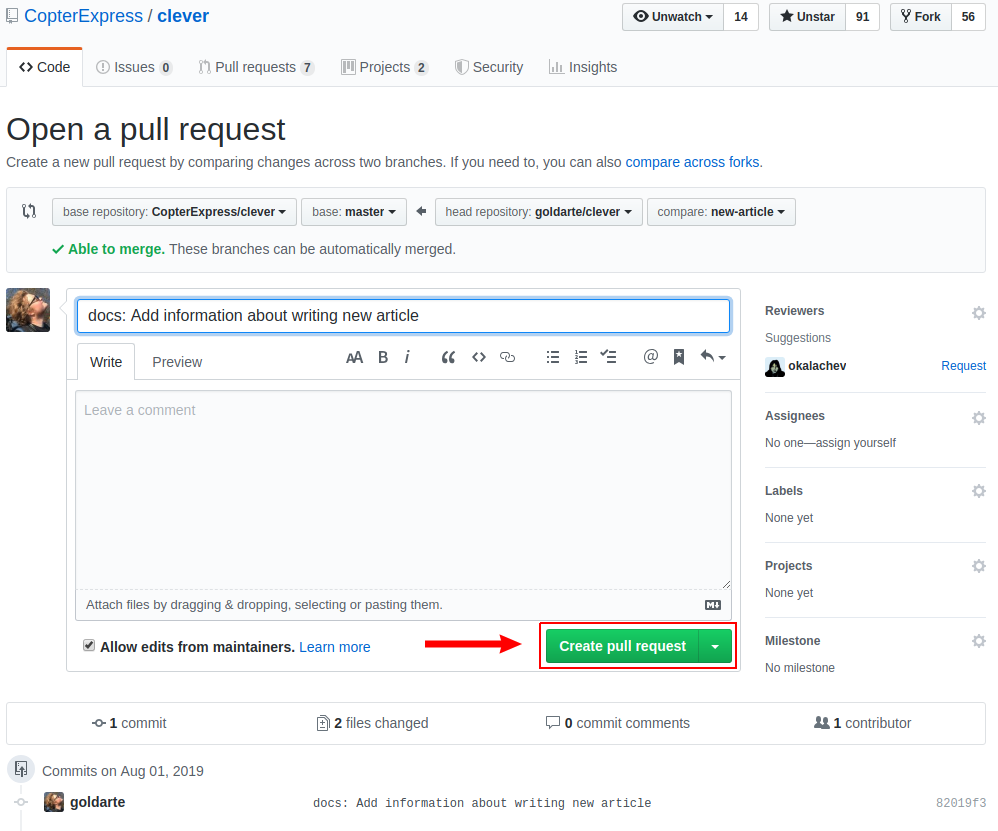 CopterExpress / clever
Unwatch 14 Unstar 91 Fork 56
Code Issues 0 Pull requests 7 Projects 2 Security Insights
Open a pull request
Create a new pull request by comparing changes across two branches. If you need to, you can also compare across forks.
base repository: CopterExpress/clever base: master head repository: goldarte/clever compare: new-article
Able to merge. These branches can be automatically merged.
docs: Add information about writing new article
Write Preview
Leave a comment
Attach files by dragging & dropping, selecting or pasting them.
Allow edits from maintainers. Learn more
Create pull request
Reviewers
Suggestions
okalachev Request
Assignees
No one—assign yourself
Labels
None yet
Projects
None yet
Milestone
No milestone
1 commit 2 files changed 0 commit comments 1 contributor
Commits on Aug 01, 2019
goldarte docs: Add information about writing new article 82019f3